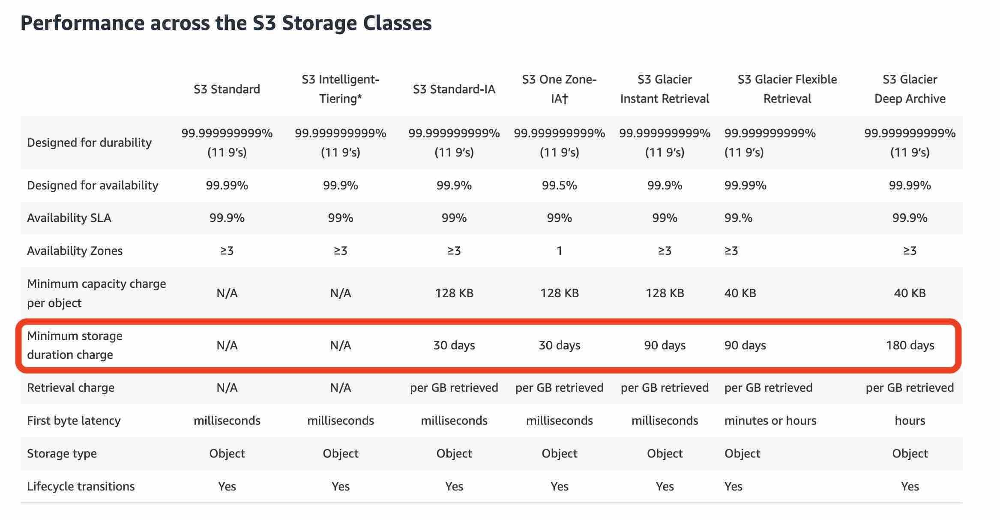 Performance across the S3 Storage Classes
S3 Standard
S3 Intelligent-
Tiering*
S3 Standard-IA
S3 One Zone-
IA†
S3 Glacier
Instant Retrieval
S3 Glacier Flexible
Retrieval
S3 Glacier
Deep Archive
Designed for durability
99.999999999%
(11 9’s)
99.999999999%
(11 9’s)
99.999999999%
(11 9’s)
99.999999999%
(11 9’s)
99.999999999%
(11 9’s)
99.999999999%
(11 9’s)
99.999999999%
(11 9’s)
Designed for availability 99.99% 99.9% 99.9% 99.5% 99.9% 99.99% 99.99%
Availability SLA 99.9% 99% 99% 99% 99% 99.% 99.9%
Availability Zones ≥3 ≥3 ≥3 1 ≥3 ≥3 ≥3
Minimum capacity charge
per object
N/A N/A 128 KB 128 KB 128 KB 40 KB 40 KB
Minimum storage
duration charge
N/A N/A 30 days 30 days 90 days 90 days 180 days
Retrieval charge N/A N/A per GB retrieved per GB retrieved per GB retrieved per GB retrieved per GB retrieved
First byte latency milliseconds milliseconds milliseconds milliseconds milliseconds minutes or hours hours
Storage type Object Object Object Object Object Object Object
Lifecycle transitions Yes Yes Yes Yes Yes Yes Yes